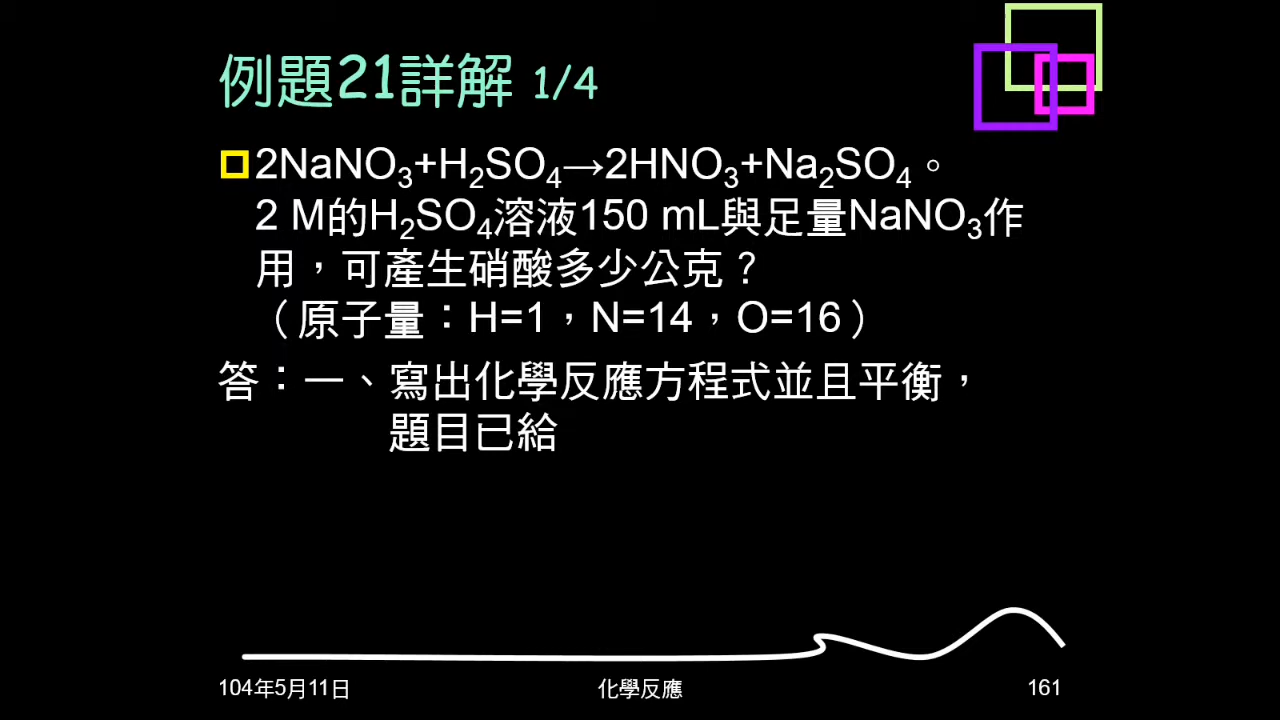 例題21詳解 1/4
2NaNO₃+H₂SO₄→2HNO₃+Na₂SO₄。
2 M的H₂SO₄溶液150 mL與足量NaNO₃作
用，可產生硝酸多少公克？
（原子量：H=1，N=14，O=16）
答：一、寫出化學反應方程式並且平衡，
題目已給
104年5月11日
化學反應
161